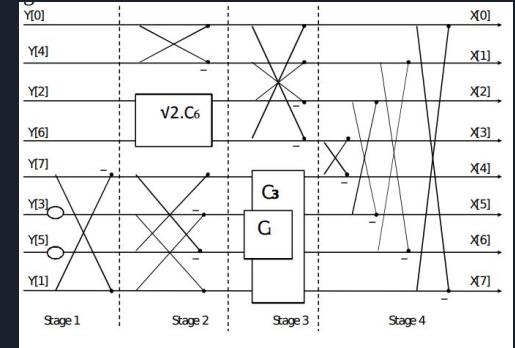 Y[0] X[0]
Y[4] X[1]
Y[2] √2.C6 X[2]
Y[6] X[3]
Y[7] X[4]
Y[3] C3 X[5]
Y[5] C X[6]
Y[1] X[7]
Stage 1 Stage 2 Stage 3 Stage 4